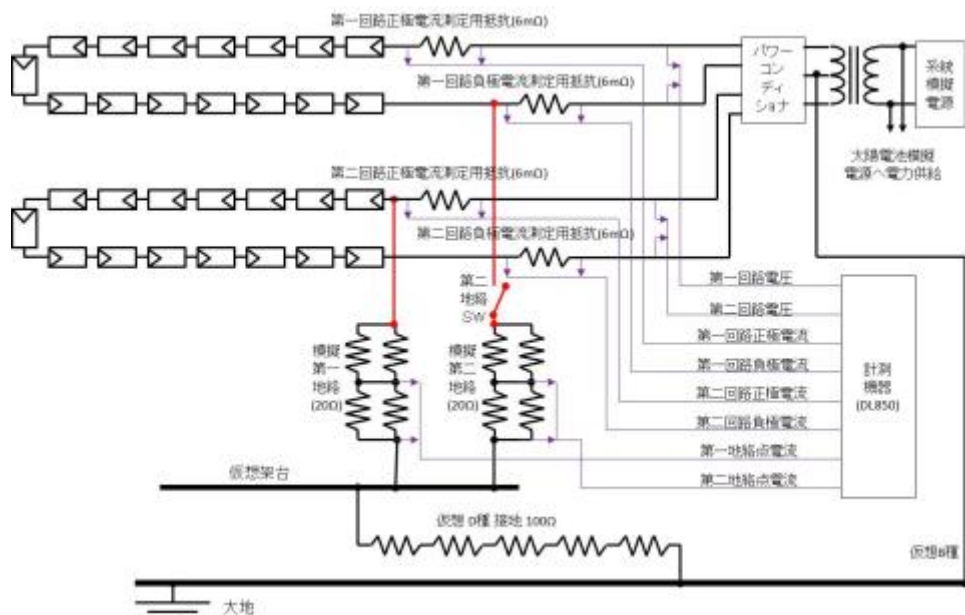 第一回路正極電流測定用抵抗(6mΩ)
第一回路負極電流測定用抵抗(6mΩ)
パワー
コン
ディ
ショナ
系統
模擬
電源
太陽電池模擬
電源へ電力供給
第二回路正極電流測定用抵抗(6mΩ)
第二回路負極電流測定用抵抗(6mΩ)
第二
地絡
SW
模擬
第一
地絡
(20Ω)
模擬
第二
地絡
(20Ω)
第一回路電圧
第二回路電圧
第一回路正極電流
第一回路負極電流
第二回路正極電流
第二回路負極電流
第一地絡点電流
第二地絡点電流
計測
機器
(DL850)
仮想架台
仮想 D種 接地 100Ω
仮想B種
大地